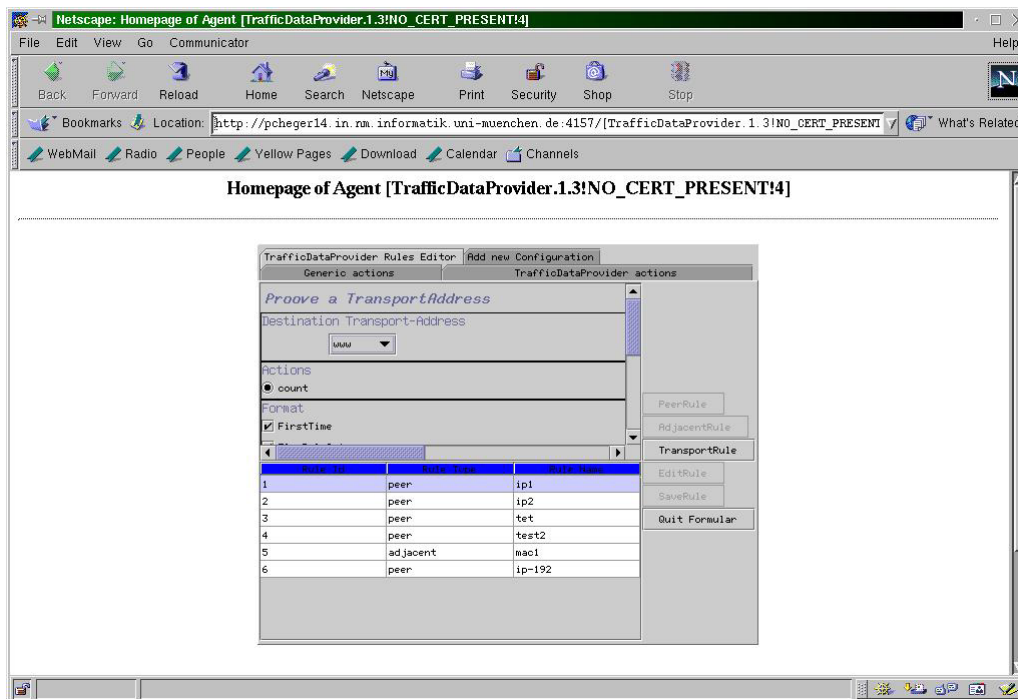 Netscape: Homepage of Agent [TrafficDataProvider.1.3!NO_CERT_PRESENT!4]
File Edit View Go Communicator Help
Back Forward Reload Home Search Netscape Print Security Shop Stop
My
N
Bookmarks Location: http://pcheger14.in.nm.informatik.uni-muenchen.de:4157/[TrafficDataProvider.1.3!NO_CERT_PRESENT What's Related
WebMail Radio People Yellow Pages Download Calendar Channels
Homepage of Agent [TrafficDataProvider.1.3!NO_CERT_PRESENT!4]
TrafficDataProvider Rules Editor Add new Configuration
Generic actions TrafficDataProvider actions
Proove a TransportAddress
Destination Transport-Address
www
Actions
count
Format
FirstTime
PeerRule
AdjacentRule
TransportRule
EditRule
SaveRule
Quit Formular
Rule Id Rule Type Rule Name
1 peer ip1
2 peer ip2
3 peer tet
4 peer test2
5 adjacent mac1
6 peer ip-192